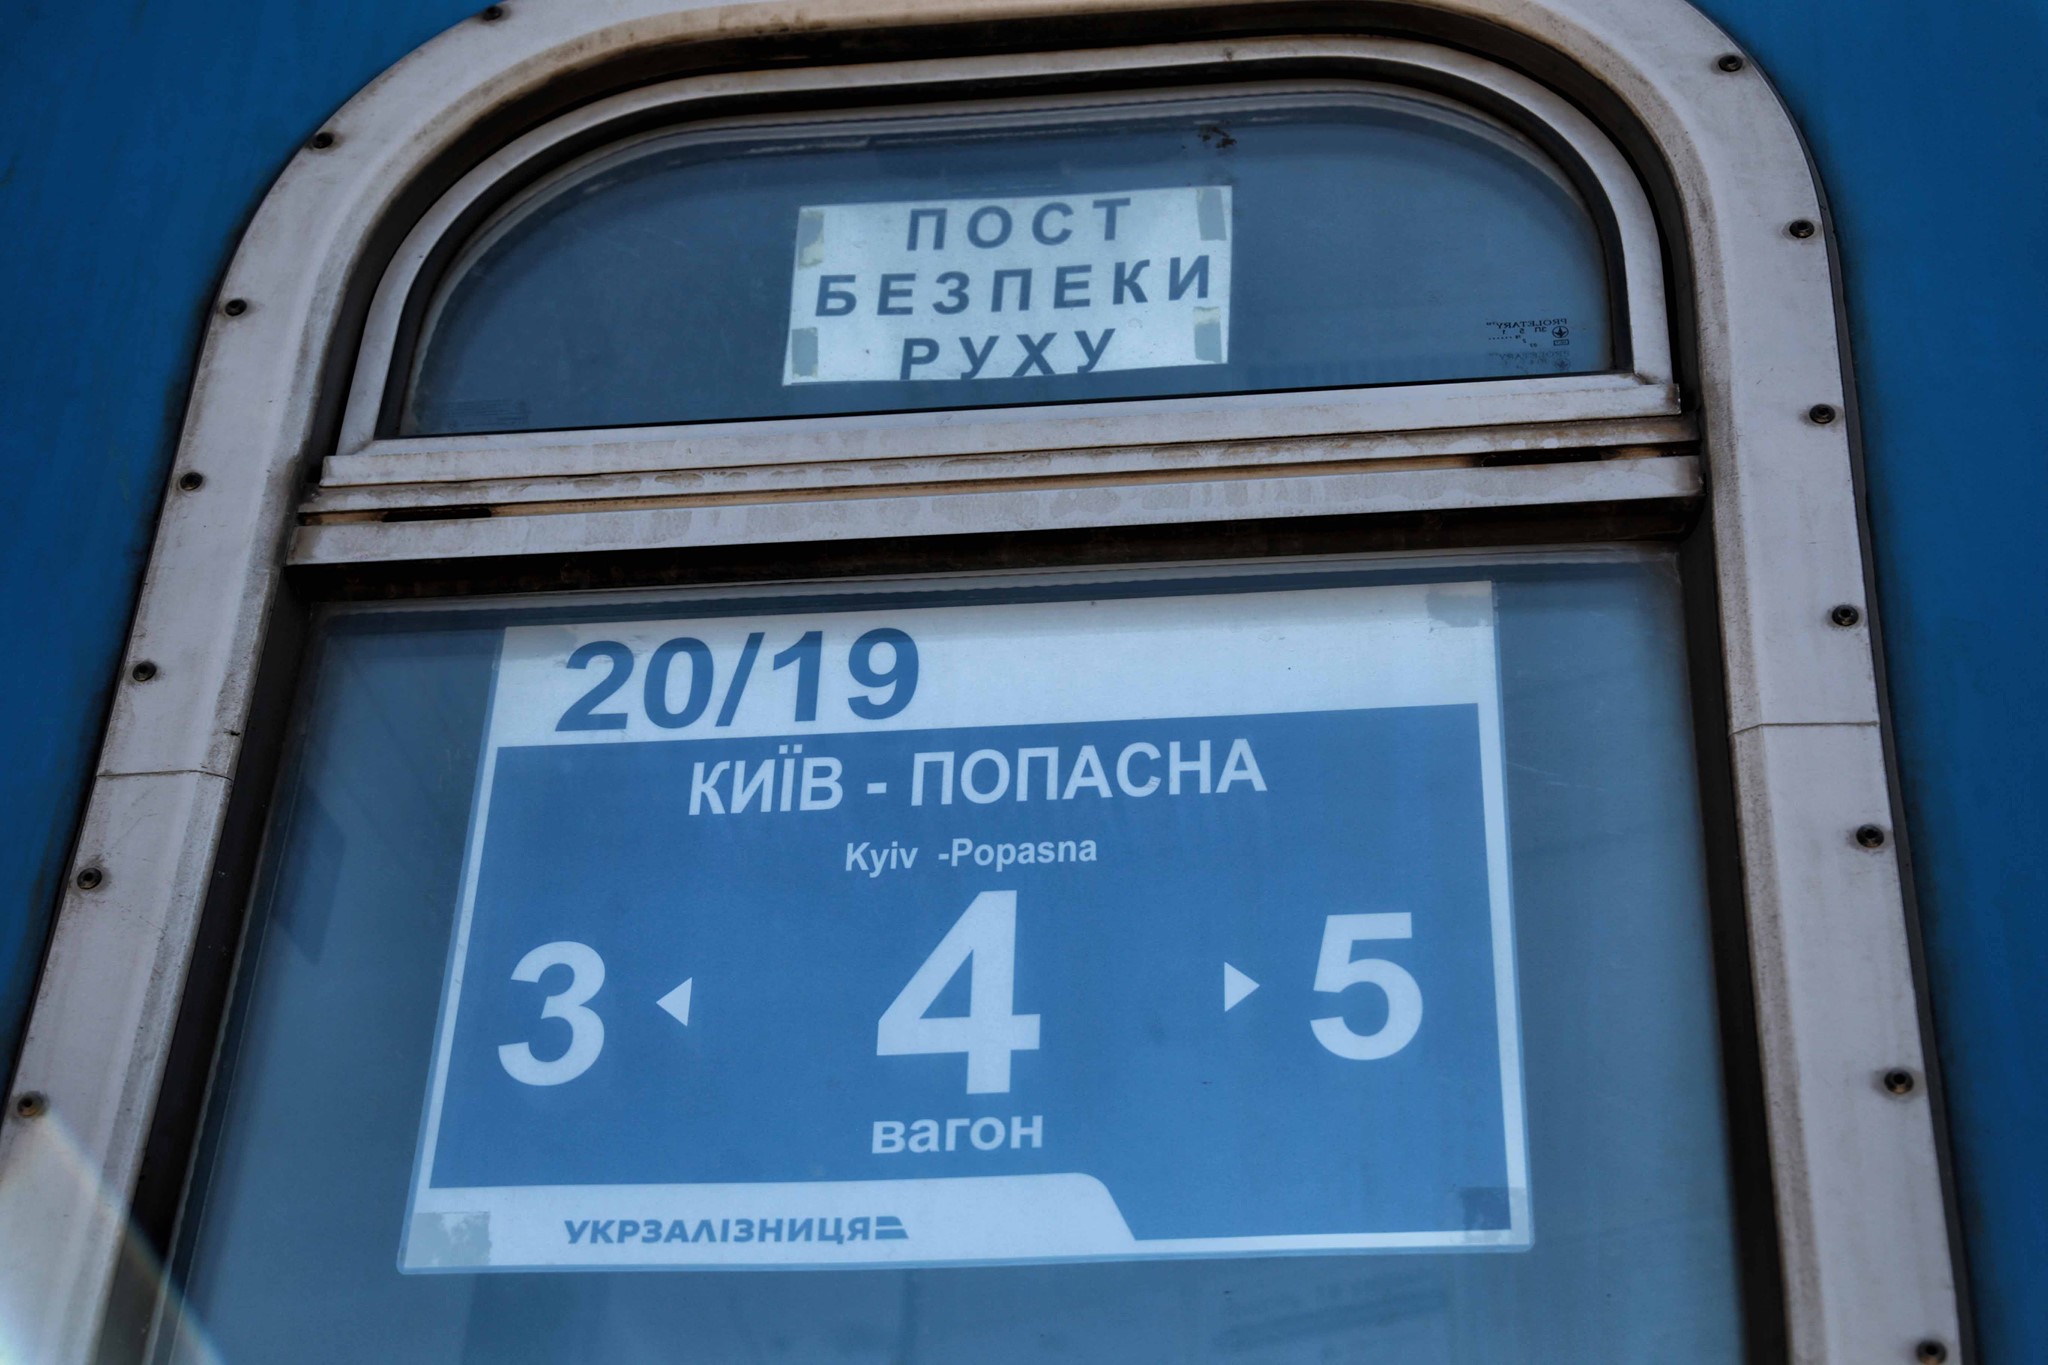 ПОСТ
БЕЗПЕКИ
РУХУ
20/19
КИЇВ - ПОПАСНА
Kyiv -Popasna
3 ◄ 4 ► 5
вагон
УКРЗАЛІЗНИЦЯ